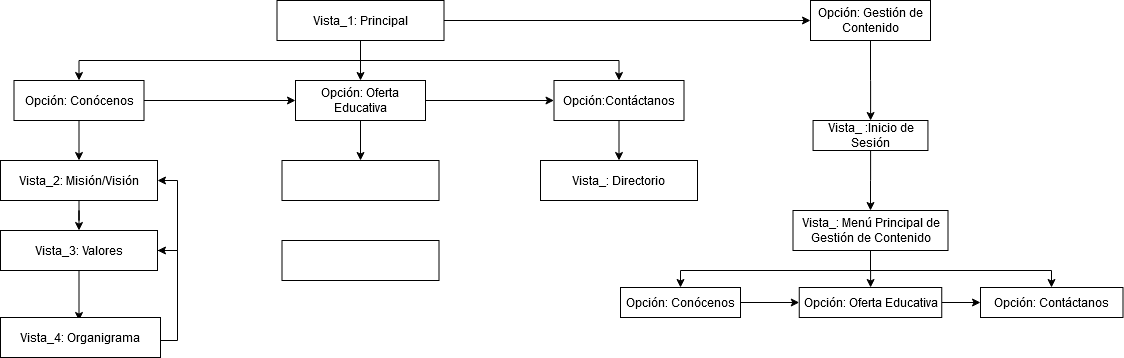 Vista_1: Principal
Opción: Gestión de
Contenido
Opción: Conócenos
Opción: Oferta
Educativa
Opción:Contáctanos
Vista_ :Inicio de
Sesión
Vista_2: Misión/Visión
Vista_: Directorio
Vista_3: Valores
Vista_: Menú Principal de
Gestión de Contenido
Opción: Conócenos
Opción: Oferta Educativa
Opción: Contáctanos
Vista_4: Organigrama